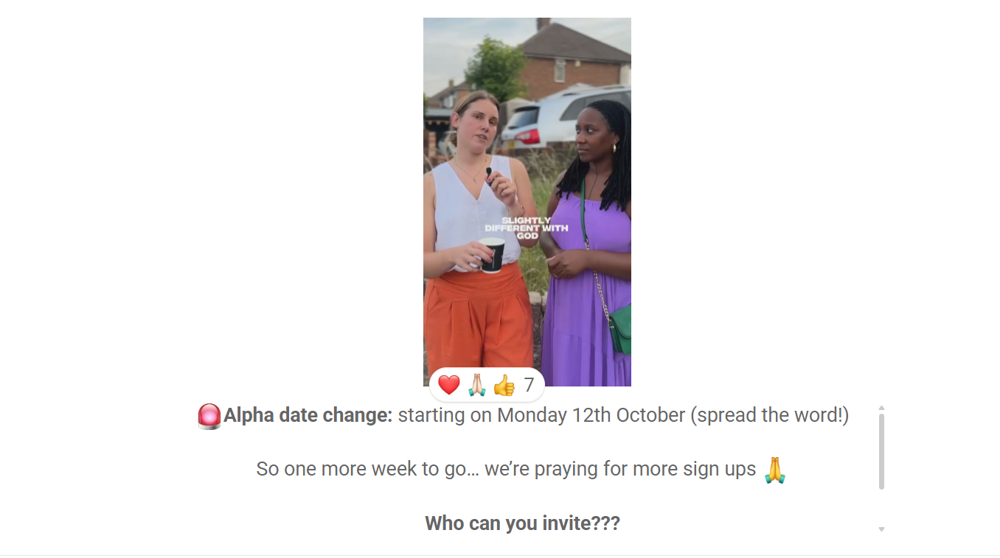 SLIGHTLY
DIFFERENT WITH
GOD
❤️🙏🏻👍 7
🚨Alpha date change: starting on Monday 12th October (spread the word!)
So one more week to go… we’re praying for more sign ups 🙏
Who can you invite???